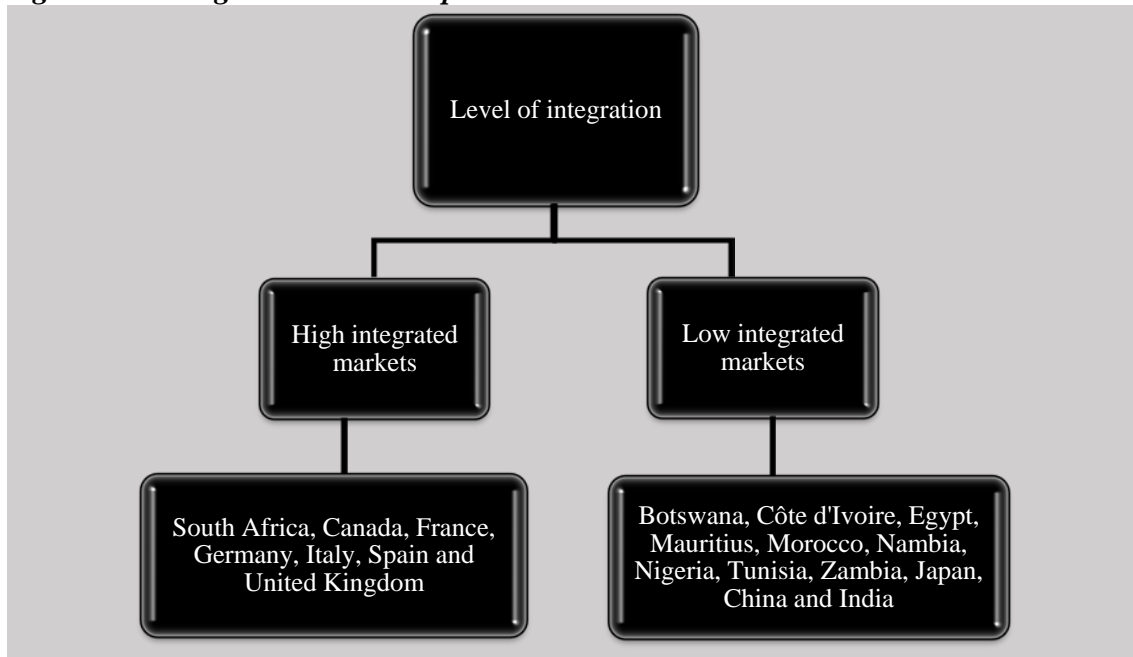 Level of integration
High integrated
markets
Low integrated
markets
South Africa, Canada, France,
Germany, Italy, Spain and
United Kingdom
Botswana, Côte d'Ivoire, Egypt,
Mauritius, Morocco, Nambia,
Nigeria, Tunisia, Zambia, Japan,
China and India